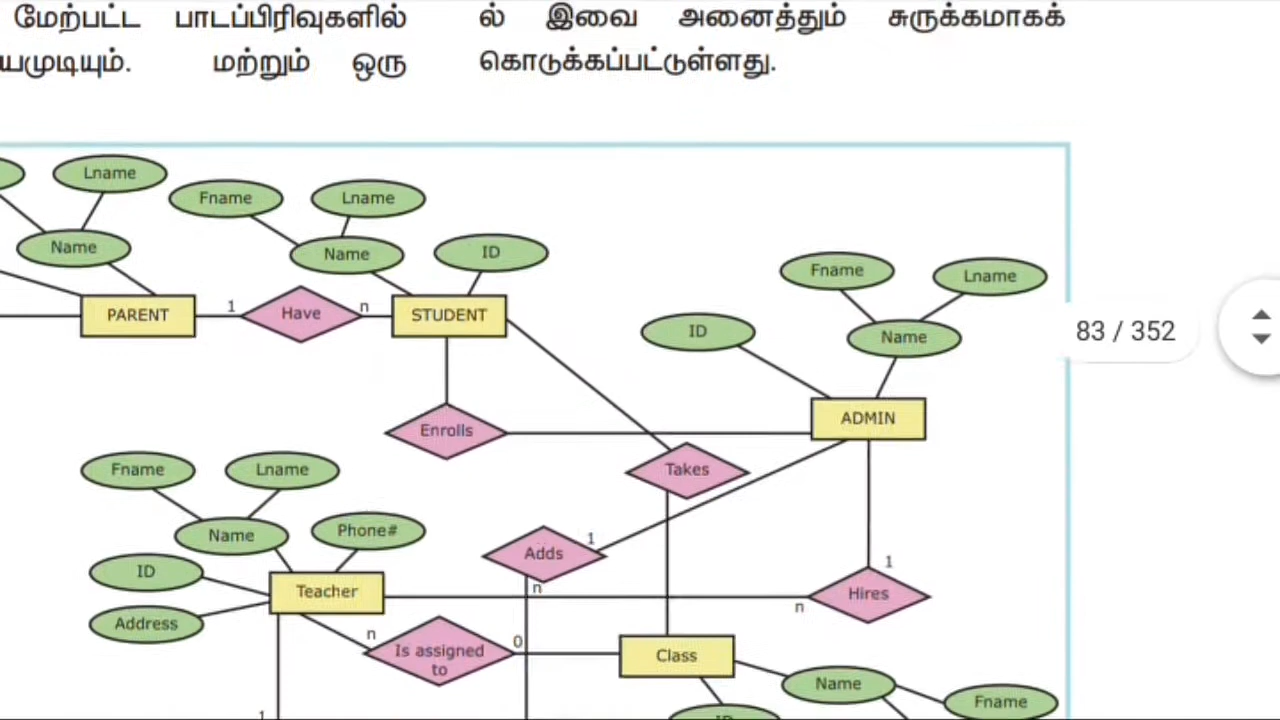 மேற்பட்ட பாடப்பிரிவுகளில்
யமுடியும். மற்றும் ஒரு
ல் இவை அனைத்தும் சுருக்கமாகக்
கொடுக்கப்பட்டுள்ளது.
Lname
Fname
Lname
Name
Name
ID
Fname
Lname
PARENT
1
Have
n
STUDENT
ID
Name
83 / 352
ADMIN
Enrolls
Takes
Fname
Lname
Name
Phone#
Adds
1
1
ID
Teacher
n
n
Hires
Address
n
Is assigned
to
0
Class
Name
Fname
ID
1